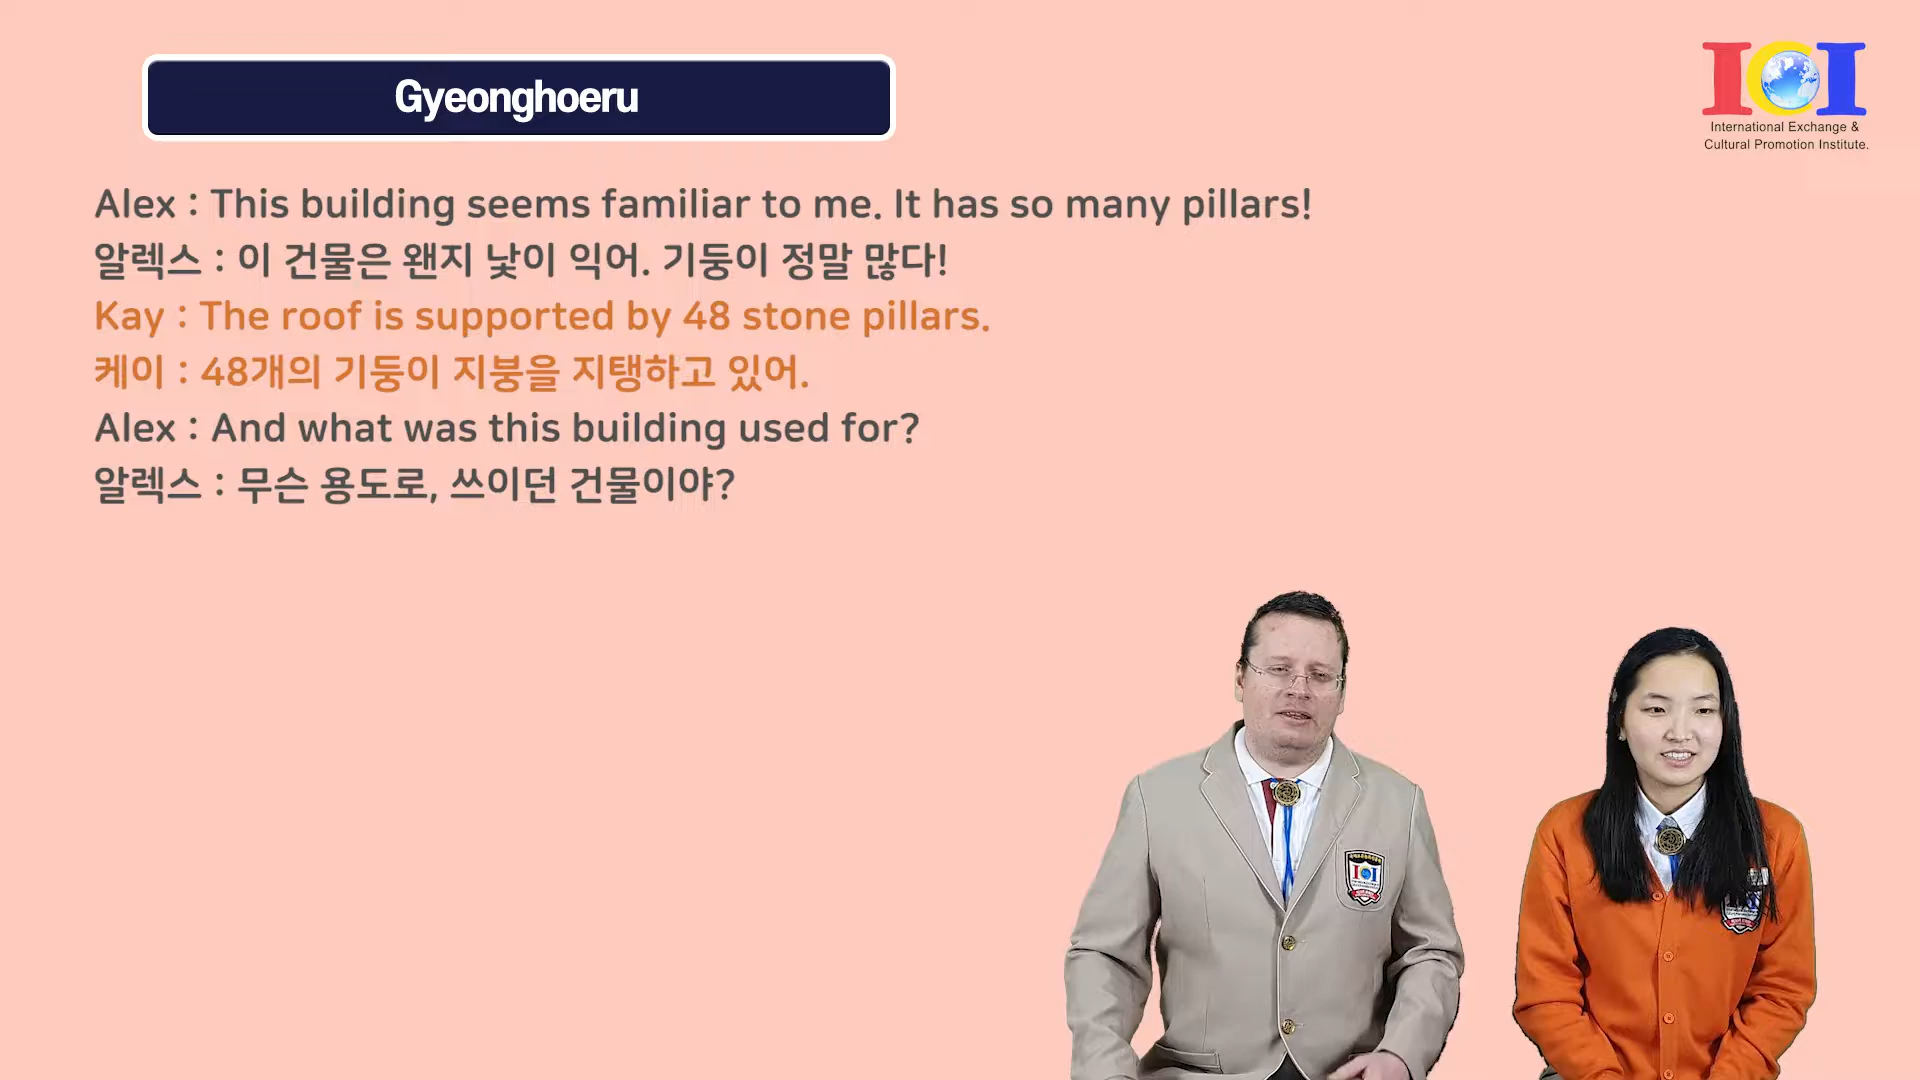 Gyeonghoeru
ICI
International Exchange &
Cultural Promotion Institute.
Alex : This building seems familiar to me. It has so many pillars!
알렉스 : 이 건물은 왠지 낯이 익어. 기둥이 정말 많다!
Kay : The roof is supported by 48 stone pillars.
케이 : 48개의 기둥이 지붕을 지탱하고 있어.
Alex : And what was this building used for?
알렉스 : 무슨 용도로, 쓰이던 건물이야?
ICI